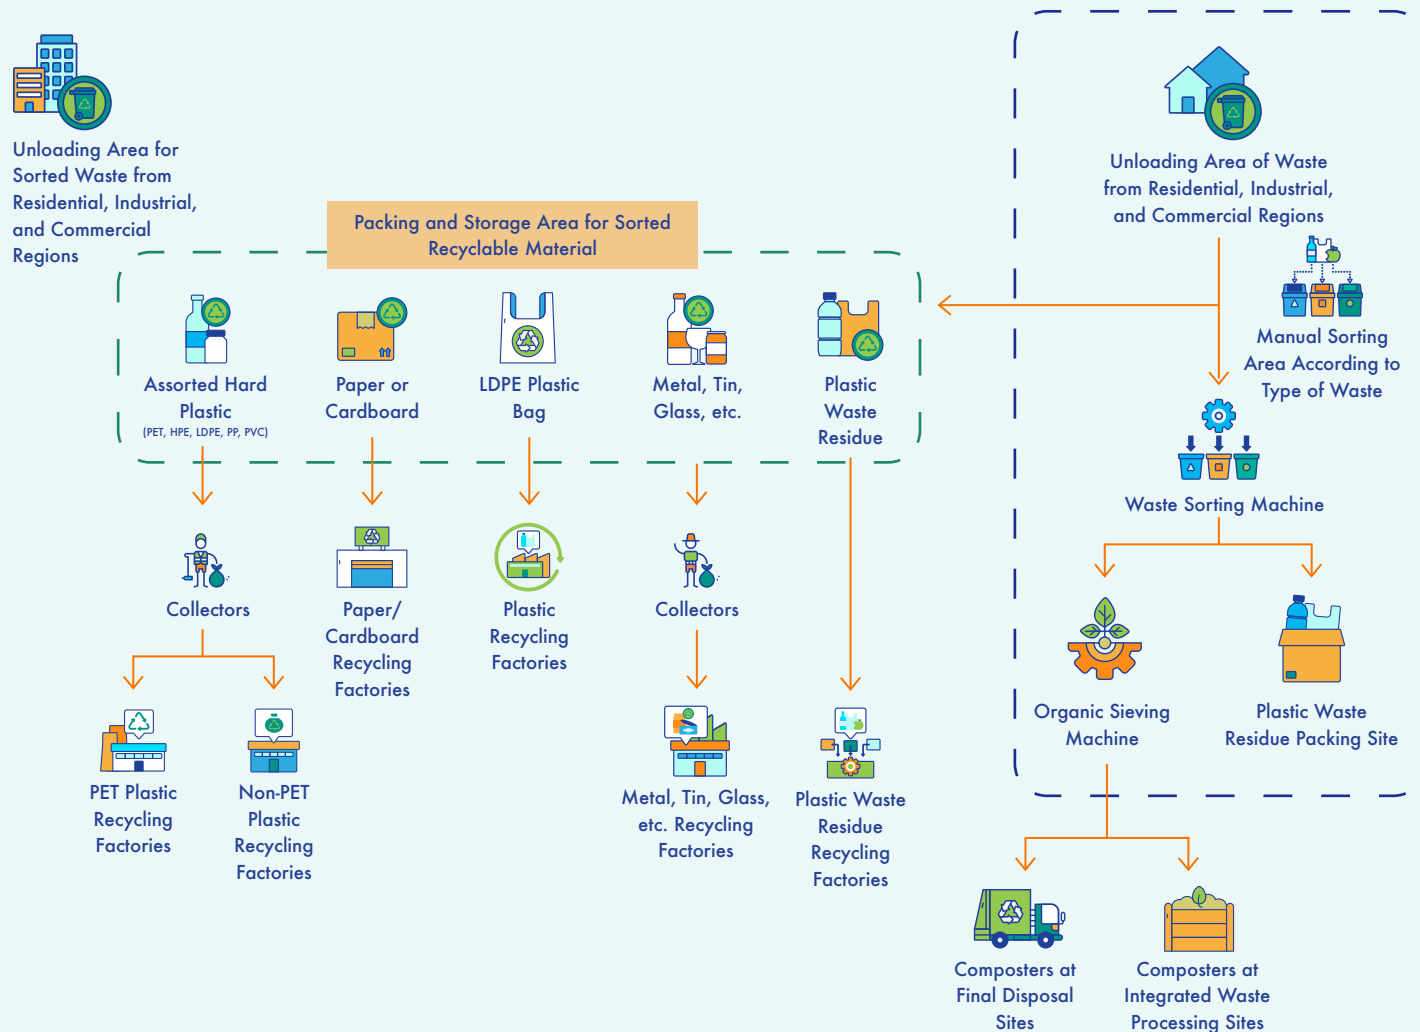 Unloading Area for
Sorted Waste from
Residential, Industrial,
and Commercial
Regions
Packing and Storage Area for Sorted
Recyclable Material
Assorted Hard
Plastic
(PET, HPE, LDPE, PP, PVC)
Paper or
Cardboard
LDPE Plastic
Bag
Metal, Tin,
Glass, etc.
Plastic
Waste
Residue
Collectors
Paper/
Cardboard
Recycling
Factories
Plastic
Recycling
Factories
Collectors
PET Plastic
Recycling
Factories
Non-PET
Plastic
Recycling
Factories
Metal, Tin, Glass,
etc. Recycling
Factories
Plastic Waste
Residue
Recycling
Factories
Unloading Area of Waste
from Residential, Industrial,
and Commercial Regions
Manual Sorting
Area According to
Type of Waste
Waste Sorting Machine
Organic Sieving
Machine
Plastic Waste
Residue Packing Site
Composters at
Final Disposal
Sites
Composters at
Integrated Waste
Processing Sites